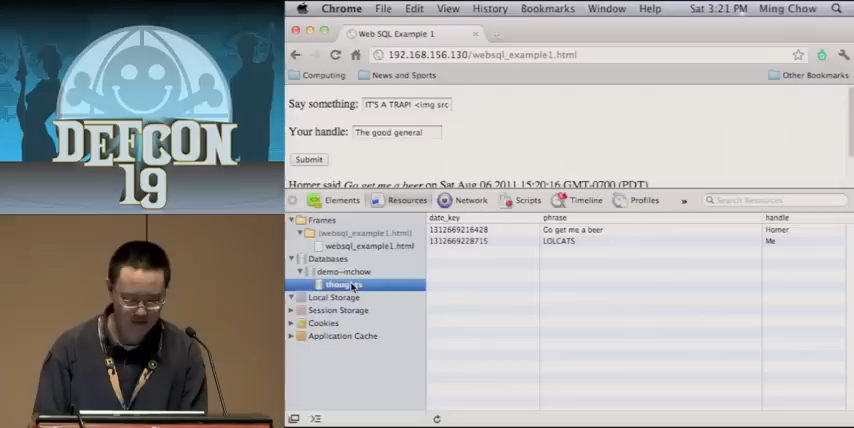 DEFCON
19
Chrome File Edit View History Bookmarks Window Help Sat 3:21 PM Ming Chow
Web SQL Example 1
192.168.156.130/websql_example1.html
Computing News and Sports Other Bookmarks
Say something: IT'S A TRAP! <img src
Your handle: The good general
Submit
Homer said Go get me a beer on Sat Aug 06 2011 15:20:16 GMT-0700 (PDT)
Elements Resources Network Scripts Timeline Profiles » Search Resources
Frames
(websql_example1.html)
websql_example1.html
Databases
demo-mchow
thoughts
Local Storage
Session Storage
Cookies
Application Cache
date_key phrase handle
1312669216428 Go get me a beer Homer
1312669228715 LOLCATS Me